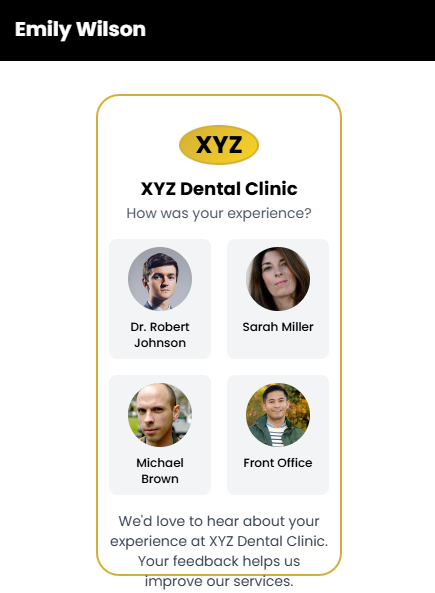 Emily Wilson
XYZ
XYZ Dental Clinic
How was your experience?
Dr. Robert
Johnson
Sarah Miller
Michael
Brown
Front Office
We'd love to hear about your
experience at XYZ Dental Clinic.
Your feedback helps us
improve our services.